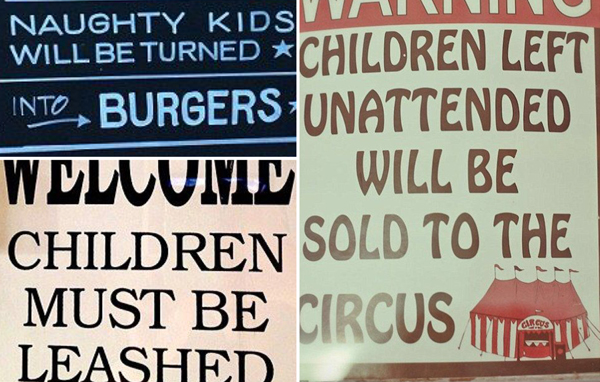 NAUGHTY KIDS
WILL BE TURNED
INTO BURGERS
WELCOME
CHILDREN
MUST BE
LEASHED
WARNING
CHILDREN LEFT
UNATTENDED
WILL BE
SOLD TO THE
CIRCUS
CIRCUS